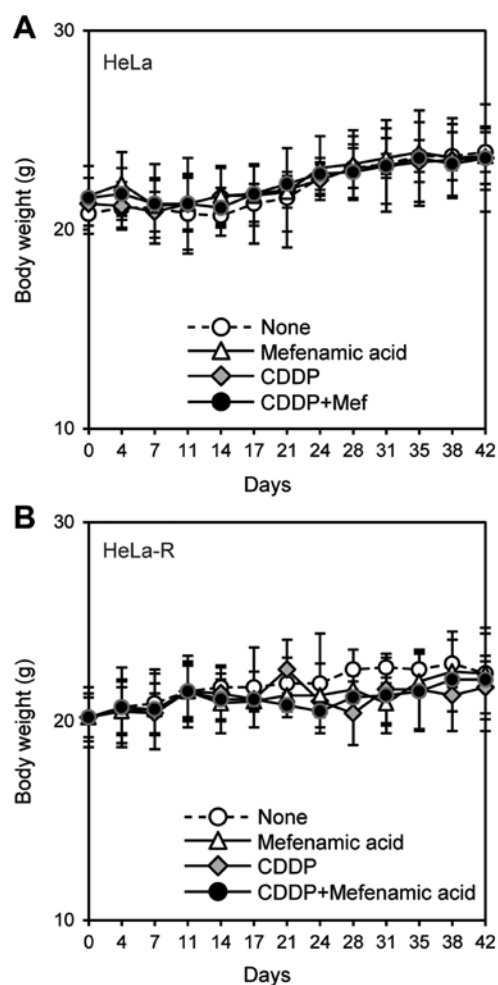 A
30
HeLa
Body weight (g)
20
None
Mefenamic acid
CDDP
CDDP+Mef
10
0 4 7 11 14 17 21 24 28 31 35 38 42
Days
B
30
HeLa-R
Body weight (g)
20
None
Mefenamic acid
CDDP
CDDP+Mefenamic acid
10
0 4 7 11 14 17 21 24 28 31 35 38 42
Days